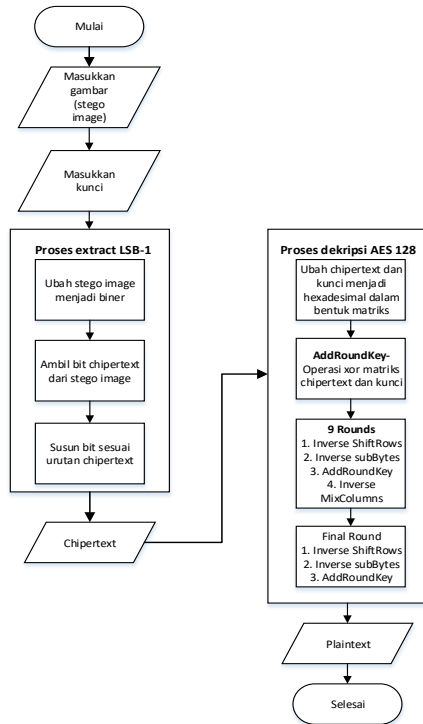 Mulai
Masukkan
gambar
(stego
image)
Masukkan
kunci
Proses extract LSB-1
Ubah stego image
menjadi biner
Ambil bit chipertext
dari stego image
Susun bit sesuai
urutan chipertext
Chipertext
Proses dekripsi AES 128
Ubah chipertext dan
kunci menjadi
hexadesimal dalam
bentuk matriks
AddRoundKey-
Operasi xor matriks
chipertext dan kunci
9 Rounds
1. Inverse ShiftRows
2. Inverse subBytes
3. AddRoundKey
4. Inverse
MixColumns
Final Round
1. Inverse ShiftRows
2. Inverse subBytes
3. AddRoundKey
Plaintext
Selesai